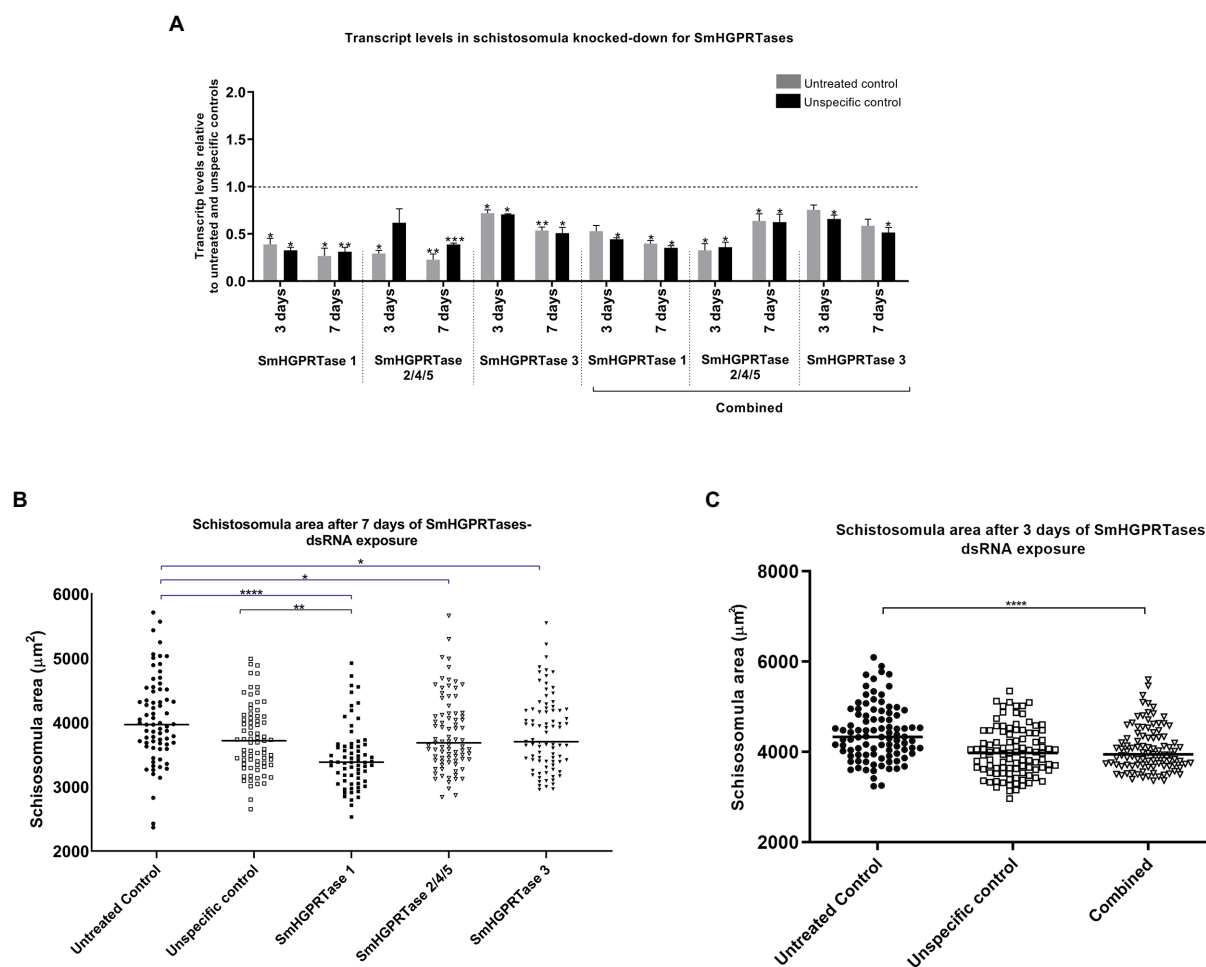 A
Transcript levels in schistosomula knocked-down for SmHGPRTases
Untreated control
Unspecific control
Transcritp levels relative
to untreated and unspecific controls
2.0
1.5
1.0
0.5
0.0
* * * ** * ** *** * * ** * * * * * * * * * *
3 days 7 days 3 days 7 days 3 days 7 days 3 days 7 days 3 days 7 days 3 days 7 days
SmHGPRTase 1 SmHGPRTase SmHGPRTase 3 SmHGPRTase 1 SmHGPRTase SmHGPRTase 3
2/4/5 2/4/5
Combined
B
Schistosomula area after 7 days of SmHGPRTases-
dsRNA exposure
*
*
****
**
Schisosomula area (μm²)
6000
5000
4000
3000
2000
Untreated Control
Unspecific control
SmHGPRTase 1
SmHGPRTase 2/4/5
SmHGPRTase 3
C
Schistosomula area after 3 days of SmHGPRTases
dsRNA exposure
****
Schisosomula area (μm²)
8000
6000
4000
2000
Untreated Control
Unspecific control
Combined